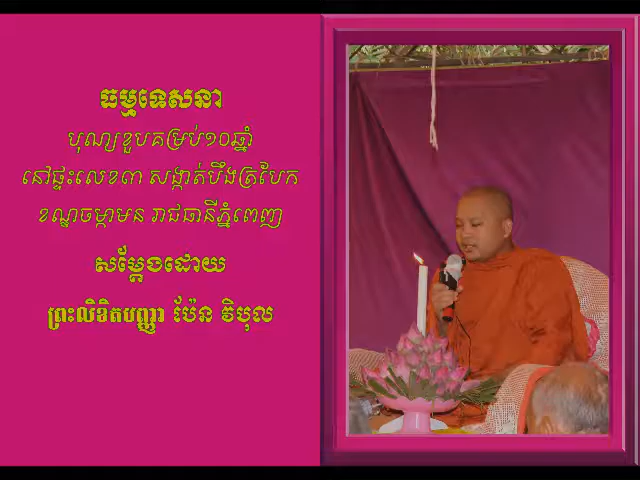 ធម្មទេសនា
បុណ្យខួបគម្រប់១០ឆ្នាំ
នៅផ្ទះលេខ៣ សង្កាត់បឹងត្របែក
ខណ្ឌចម្ការមន រាជធានីភ្នំពេញ
សម្ដែងដោយ
ព្រះលិខិតបញ្ញា ប៉ែន វិបុល